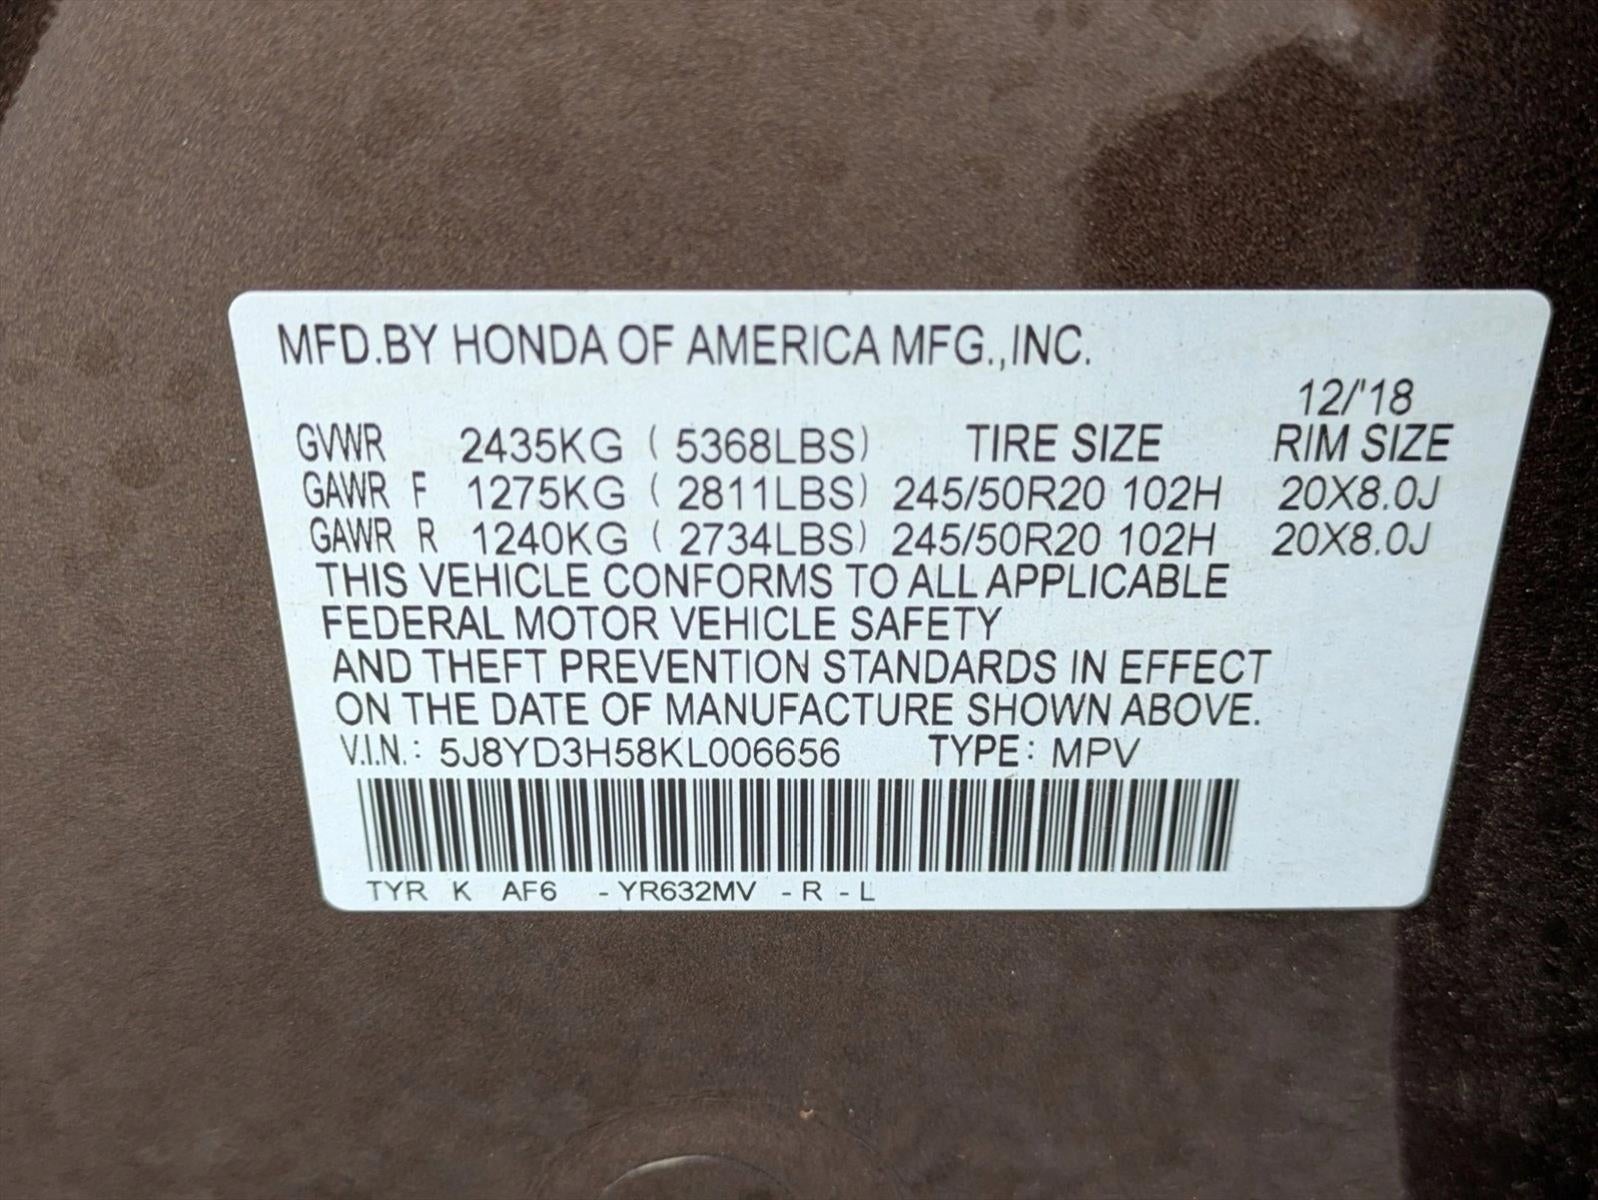 MFD.BY HONDA OF AMERICA MFG.,INC.
12/'18
GVWR 2435KG ( 5368LBS) TIRE SIZE RIM SIZE
GAWR F 1275KG ( 2811LBS) 245/50R20 102H 20X8.0J
GAWR R 1240KG ( 2734LBS) 245/50R20 102H 20X8.0J
THIS VEHICLE CONFORMS TO ALL APPLICABLE
FEDERAL MOTOR VEHICLE SAFETY
AND THEFT PREVENTION STANDARDS IN EFFECT
ON THE DATE OF MANUFACTURE SHOWN ABOVE.
V.I.N.: 5J8YD3H58KL006656 TYPE: MPV
TYR K AF6 - YR632MV - R - L